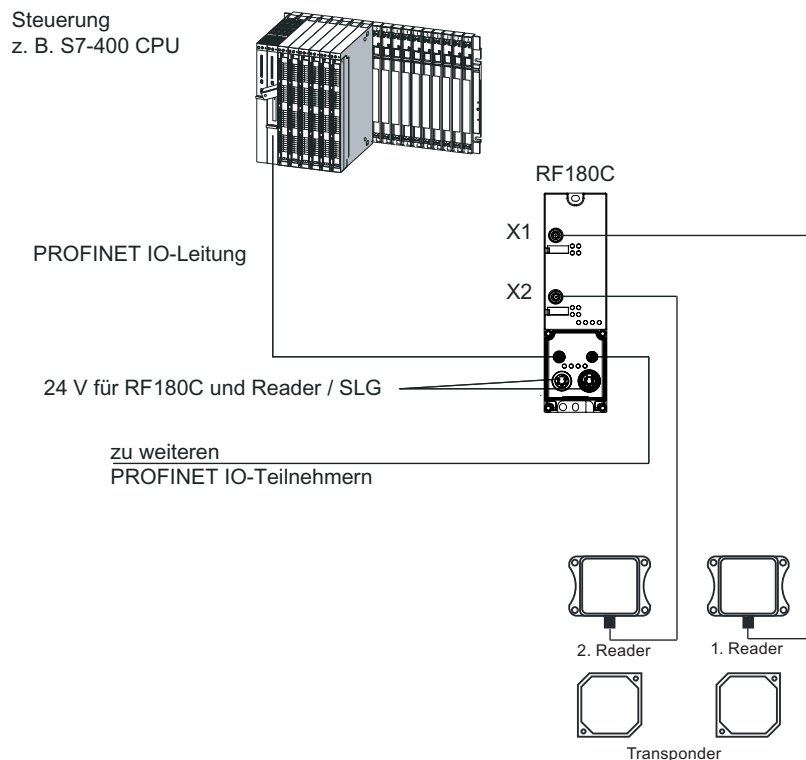 Steuerung
z. B. S7-400 CPU
RF180C
X1
PROFINET IO-Leitung
X2
24 V für RF180C und Reader / SLG
zu weiteren
PROFINET IO-Teilnehmern
2. Reader
1. Reader
Transponder